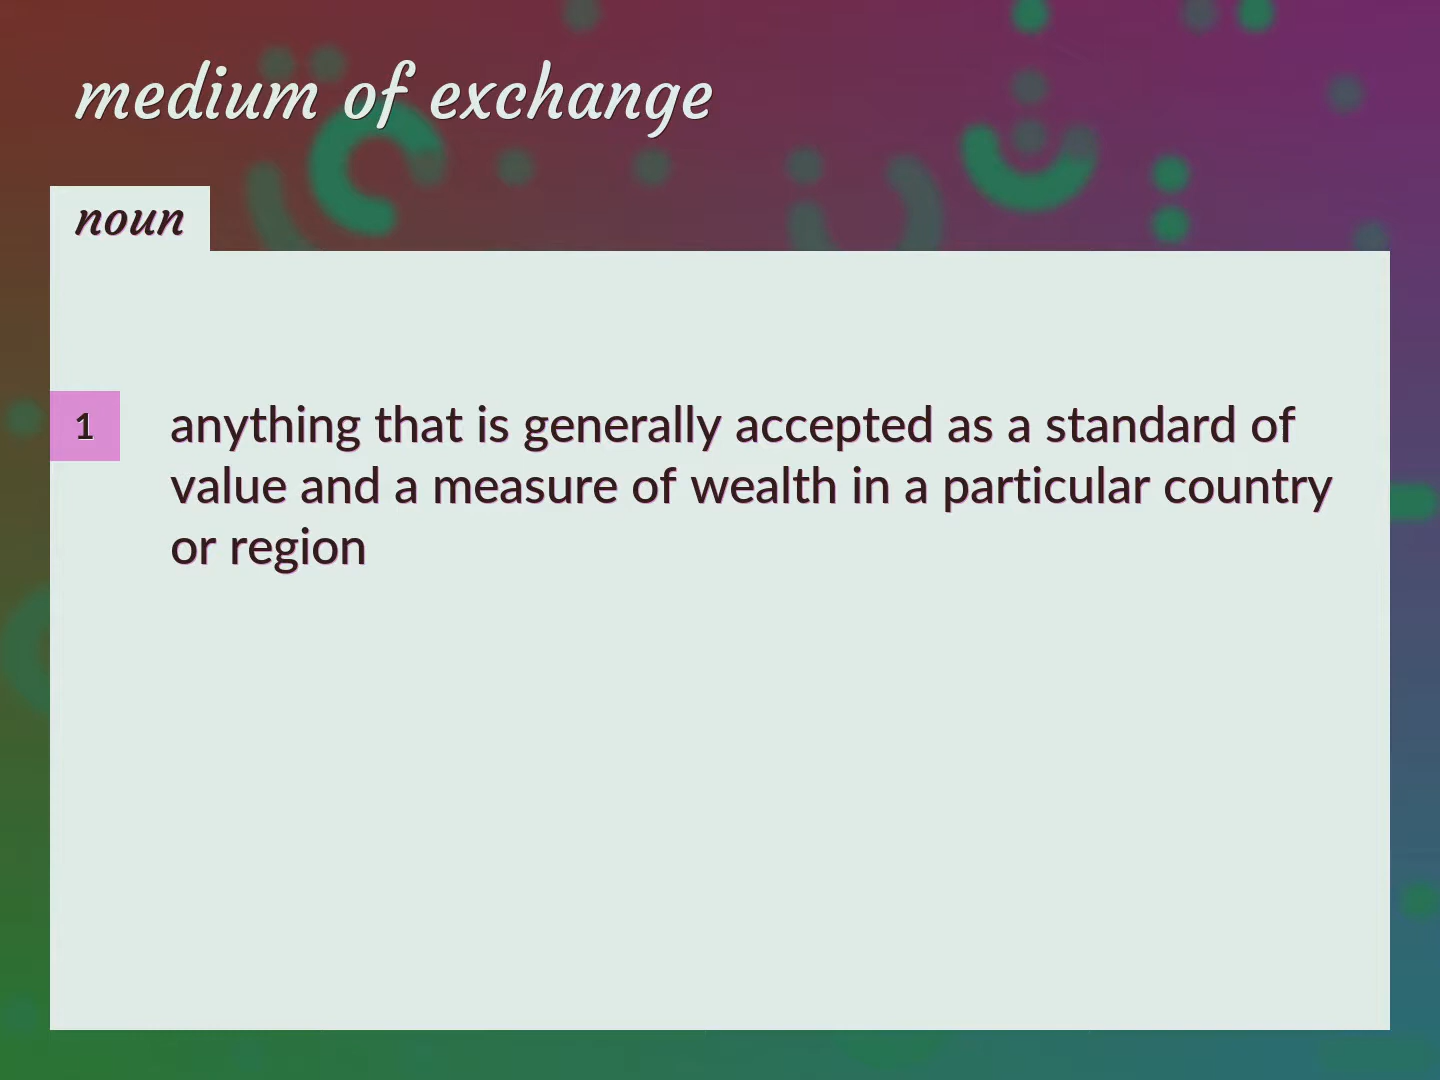 medium of exchange
noun
1
anything that is generally accepted as a standard of
value and a measure of wealth in a particular country
or region